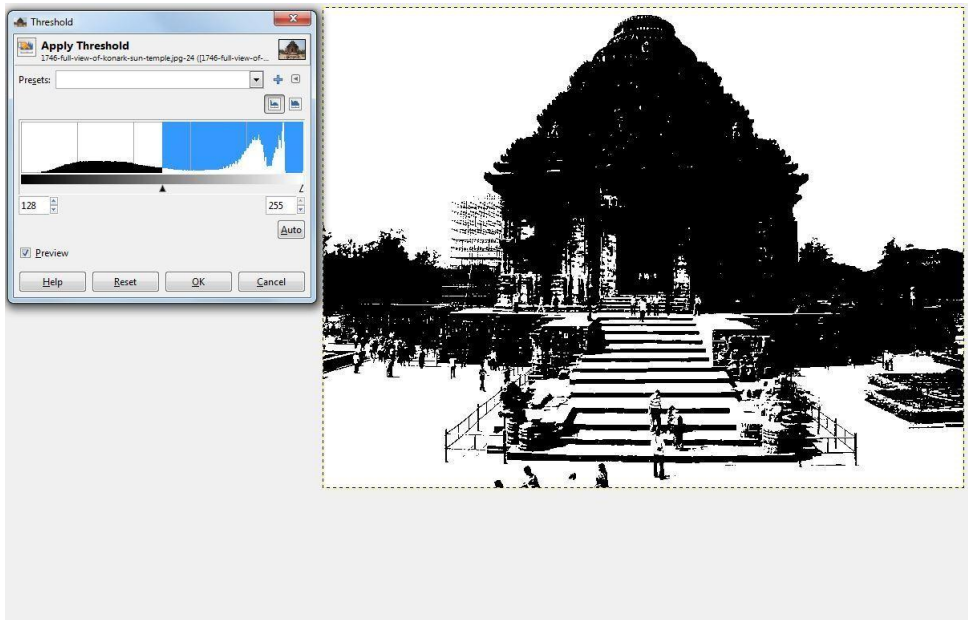 Threshold
Apply Threshold
1746-full-view-of-konark-sun-temple.jpg-24 ([1746-full-view-of-...
Presets:
128 255
Auto
Preview
Help Reset OK Cancel